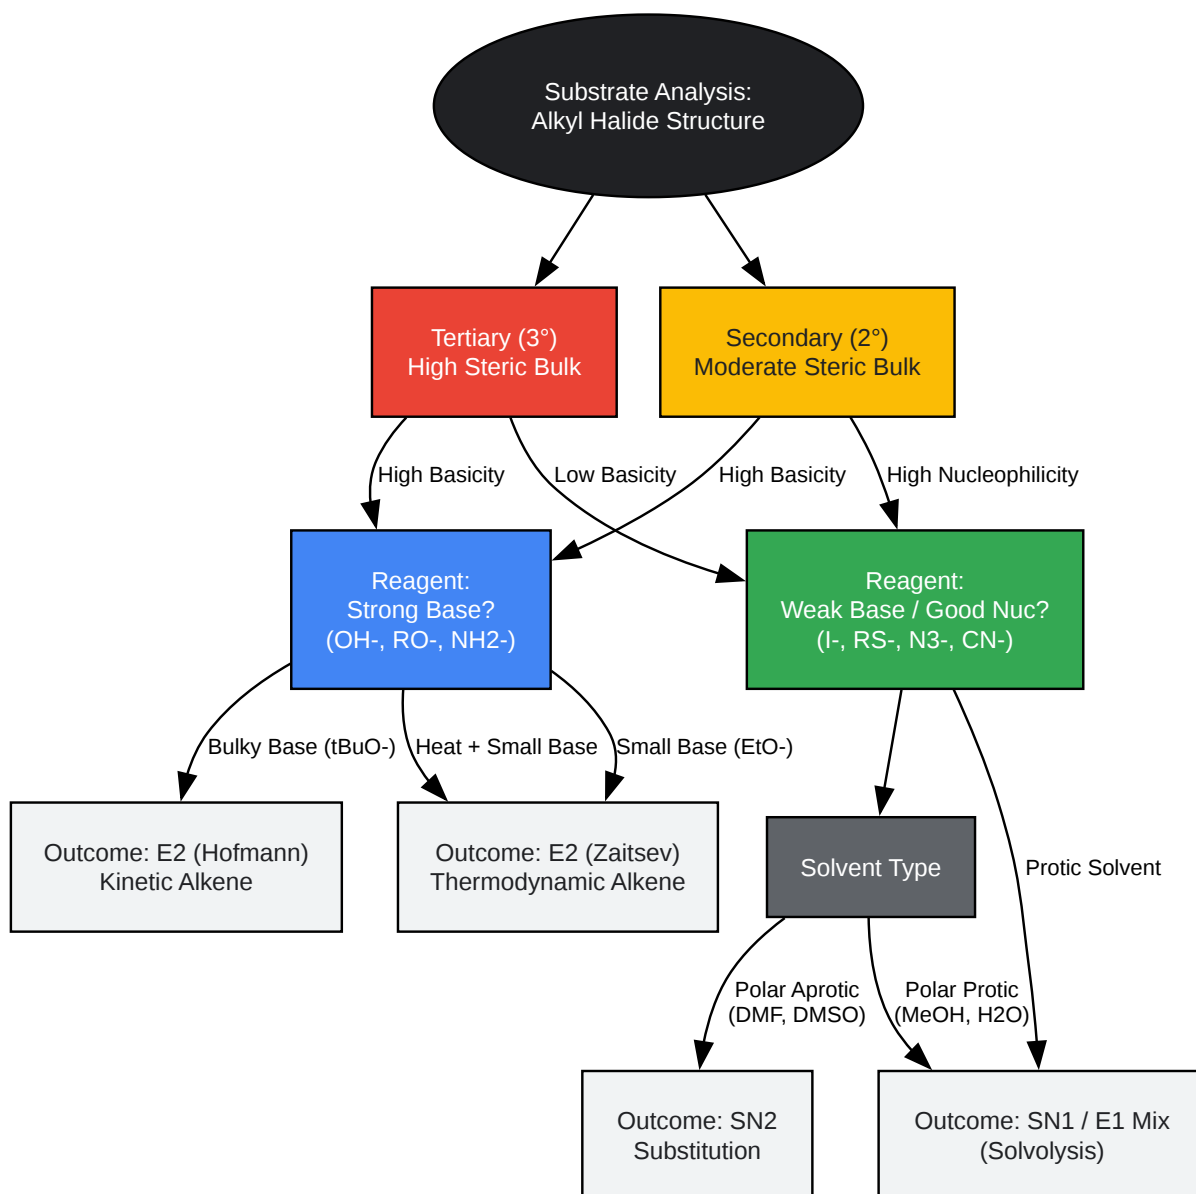 Substrate Analysis:
Alkyl Halide Structure
Tertiary (3°)
High Steric Bulk
Secondary (2°)
Moderate Steric Bulk
High Basicity
Low Basicity
High Basicity
High Nucleophilicity
Reagent:
Strong Base?
(OH-, RO-, NH2-)
Reagent:
Weak Base / Good Nuc?
(I-, RS-, N3-, CN-)
Bulky Base (tBuO-)
Heat + Small Base
Small Base (EtO-)
Outcome: E2 (Hofmann)
Kinetic Alkene
Outcome: E2 (Zaitsev)
Thermodynamic Alkene
Solvent Type
Protic Solvent
Polar Aprotic
(DMF, DMSO)
Polar Protic
(MeOH, H2O)
Outcome: SN2
Substitution
Outcome: SN1 / E1 Mix
(Solvolysis)